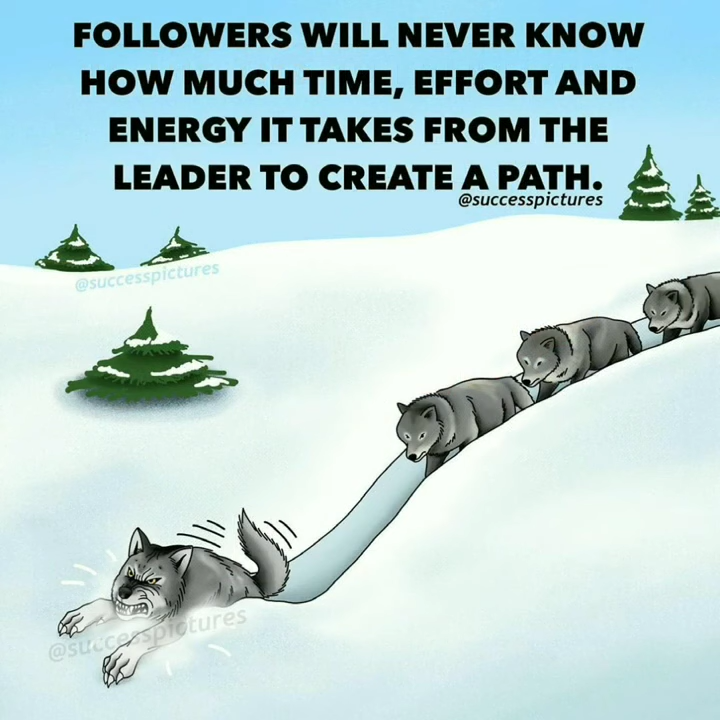 FOLLOWERS WILL NEVER KNOW
HOW MUCH TIME, EFFORT AND
ENERGY IT TAKES FROM THE
LEADER TO CREATE A PATH.
@successpictures
@successpictures
@successpictures